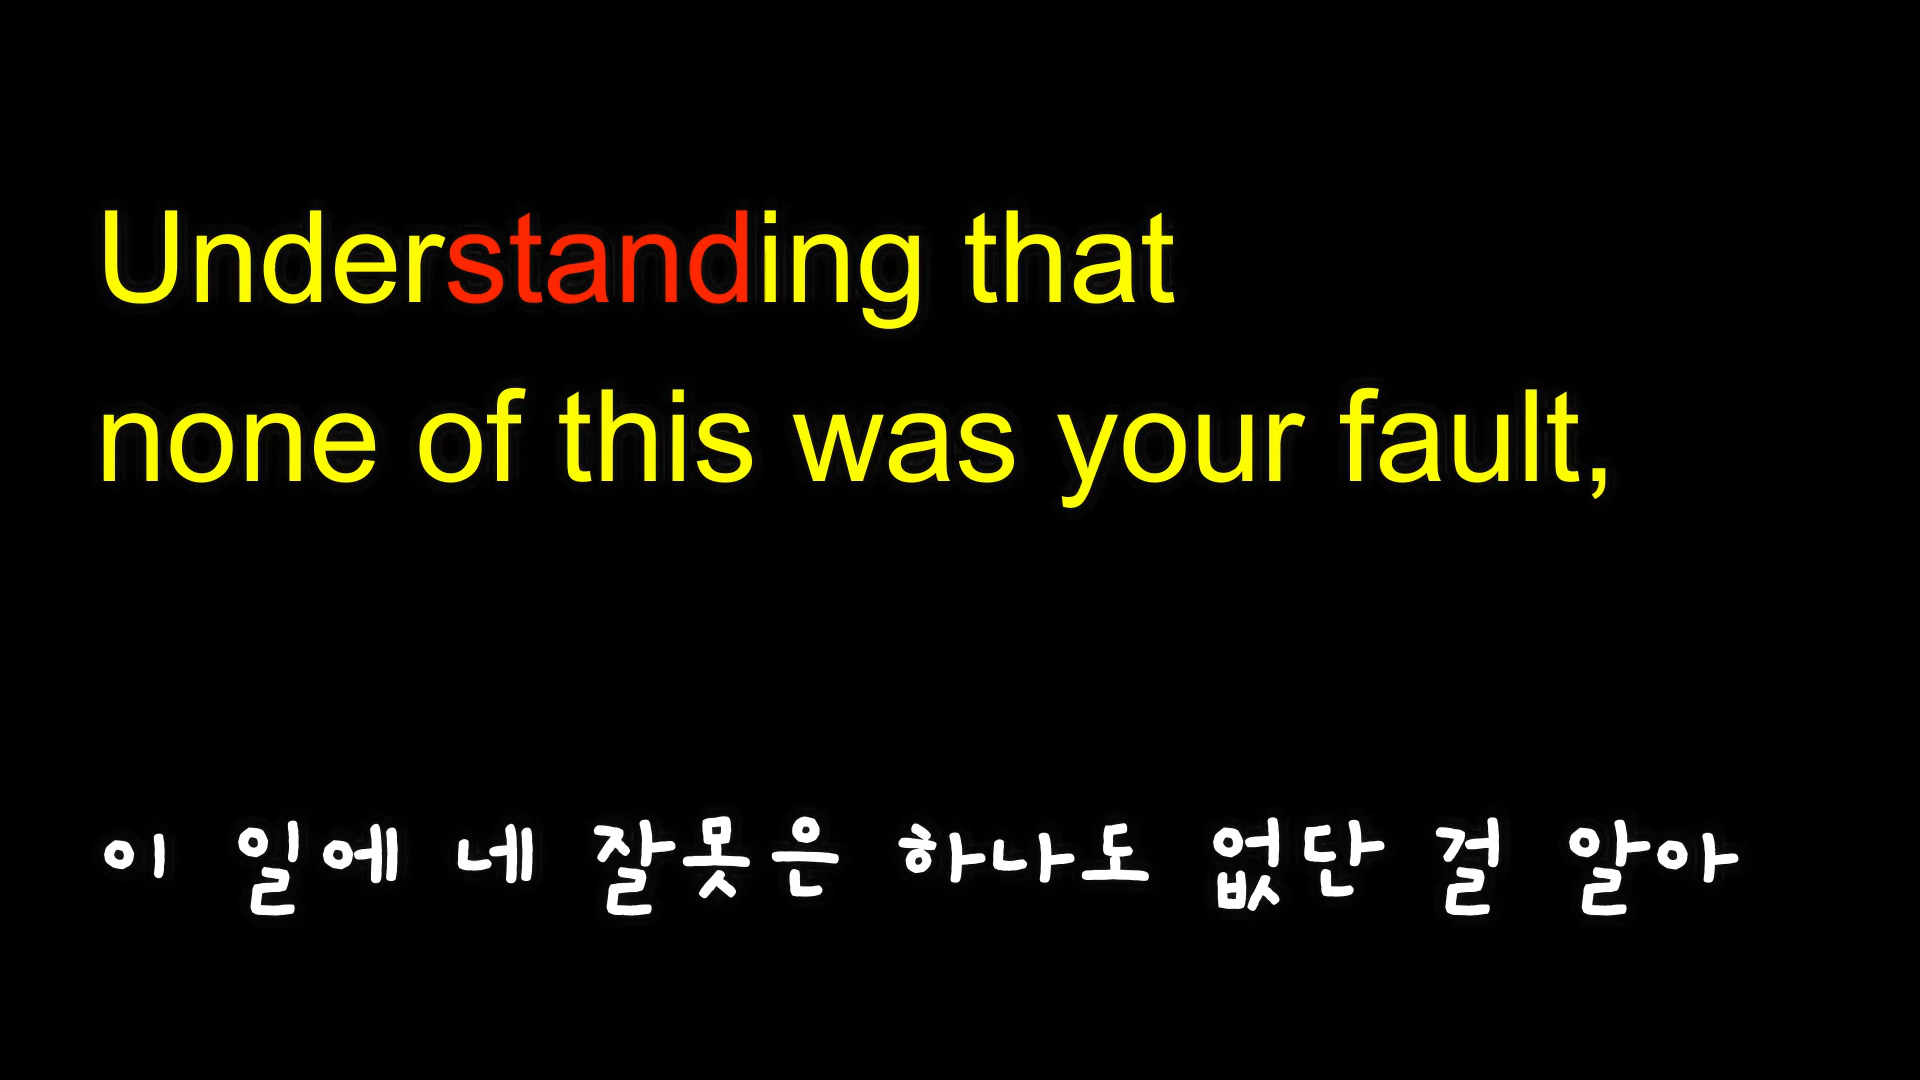 Understanding that
none of this was your fault,
이 일에 네 잘못은 하나도 없단 걸 알아